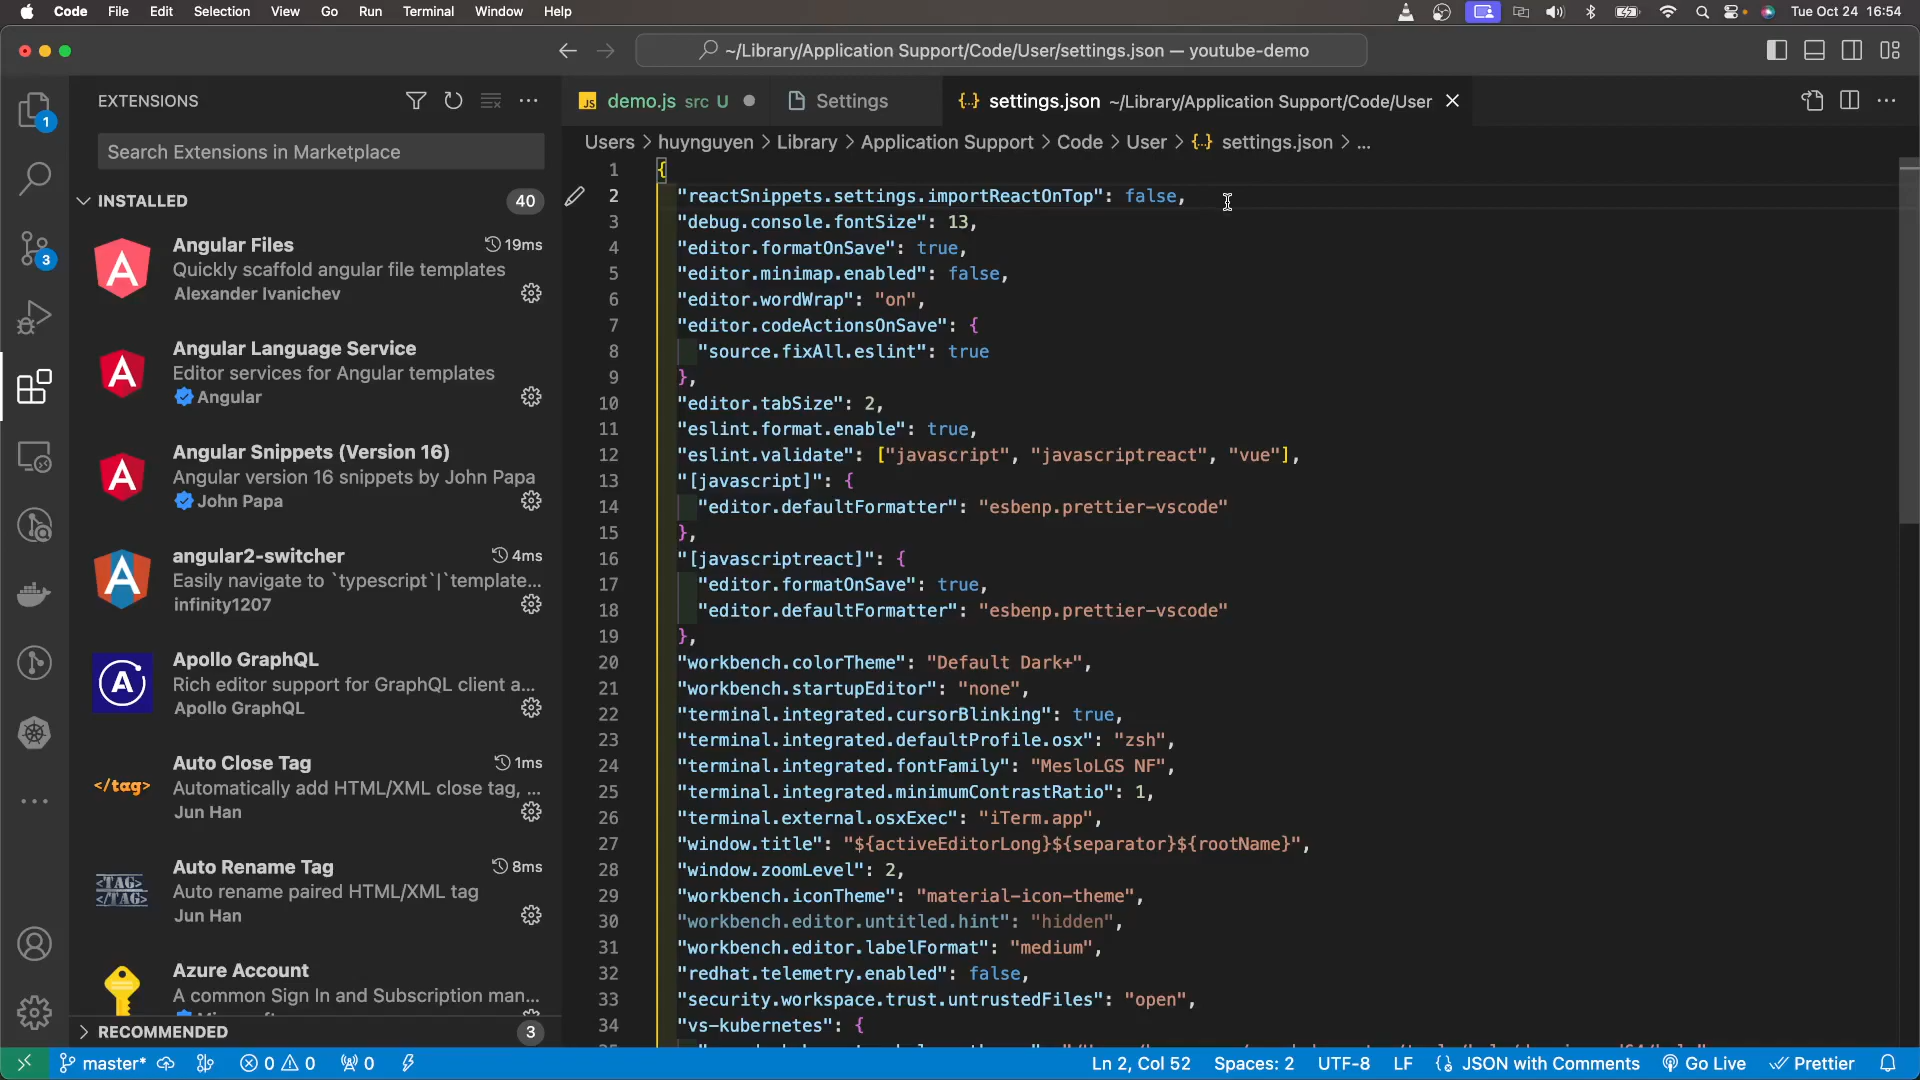 Code File Edit Selection View Go Run Terminal Window Help Tue Oct 24 16:54
~/Library/Application Support/Code/User/settings.json — youtube-demo
EXTENSIONS
demo.js src U Settings settings.json ~/Library/Application Support/Code/User
Users > huynguyen > Library > Application Support > Code > User > {} settings.json > ...
Search Extensions in Marketplace
INSTALLED 40
Angular Files 19ms
Quickly scaffold angular file templates
Alexander Ivanichev
Angular Language Service
Editor services for Angular templates
Angular
Angular Snippets (Version 16)
Angular version 16 snippets by John Papa
John Papa
angular2-switcher 4ms
Easily navigate to `typescript`|`template...
infinity1207
Apollo GraphQL
Rich editor support for GraphQL client a...
Apollo GraphQL
Auto Close Tag 1ms
Automatically add HTML/XML close tag, ...
Jun Han
Auto Rename Tag 8ms
Auto rename paired HTML/XML tag
Jun Han
Azure Account
A common Sign In and Subscription man...
RECOMMENDED 3
1 {
2 "reactSnippets.settings.importReactOnTop": false,
3 "debug.console.fontSize": 13,
4 "editor.formatOnSave": true,
5 "editor.minimap.enabled": false,
6 "editor.wordWrap": "on",
7 "editor.codeActionsOnSave": {
8 "source.fixAll.eslint": true
9 },
10 "editor.tabSize": 2,
11 "eslint.format.enable": true,
12 "eslint.validate": ["javascript", "javascriptreact", "vue"],
13 "[javascript]": {
14 "editor.defaultFormatter": "esbenp.prettier-vscode"
15 },
16 "[javascriptreact]": {
17 "editor.formatOnSave": true,
18 "editor.defaultFormatter": "esbenp.prettier-vscode"
19 },
20 "workbench.colorTheme": "Default Dark+",
21 "workbench.startupEditor": "none",
22 "terminal.integrated.cursorBlinking": true,
23 "terminal.integrated.defaultProfile.osx": "zsh",
24 "terminal.integrated.fontFamily": "MesloLGS NF",
25 "terminal.integrated.minimumContrastRatio": 1,
26 "terminal.external.osxExec": "iTerm.app",
27 "window.title": "${activeEditorLong}${separator}${rootName}",
28 "window.zoomLevel": 2,
29 "workbench.iconTheme": "material-icon-theme",
30 "workbench.editor.untitled.hint": "hidden",
31 "workbench.editor.labelFormat": "medium",
32 "redhat.telemetry.enabled": false,
33 "security.workspace.trust.untrustedFiles": "open",
34 "vs-kubernetes": {
master* 0 0 0 Ln 2, Col 52 Spaces: 2 UTF-8 LF {} JSON with Comments Go Live Prettier